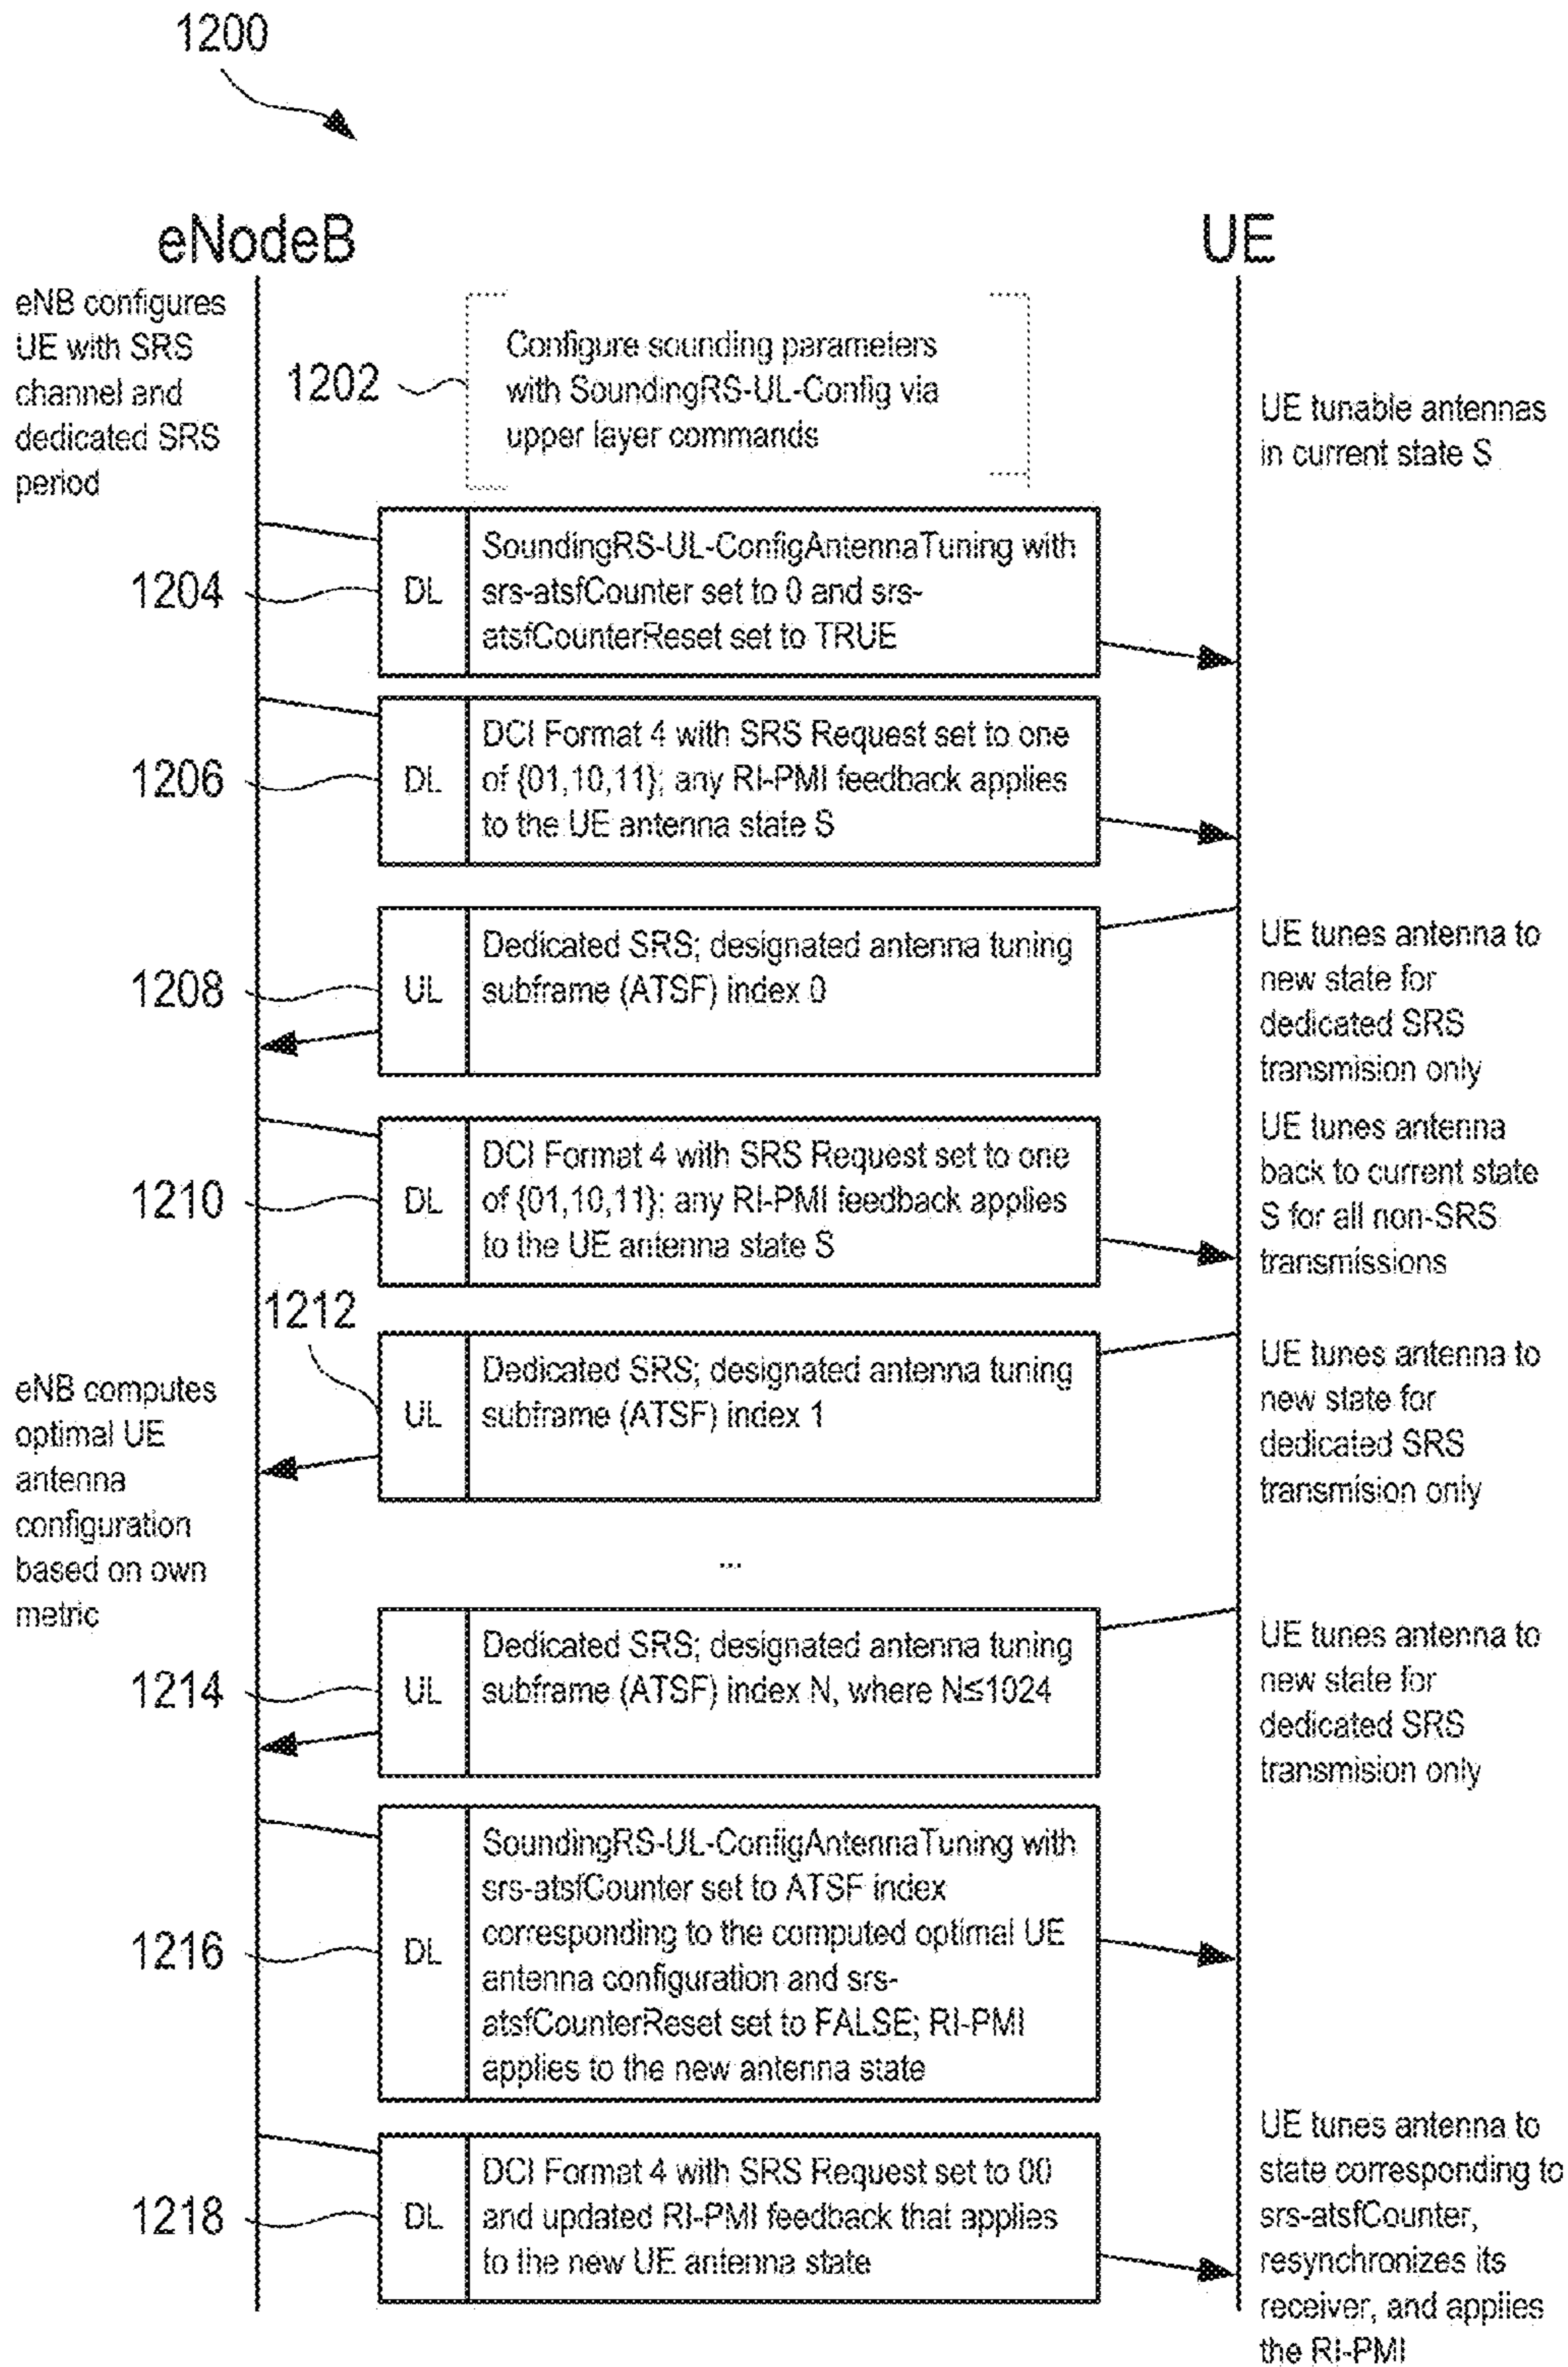 1200
eNodeB
UE
eNB configures
UE with SRS
channel and
dedicated SRS
period
1202
Configure sounding parameters
with SoundingRS-UL-Config via
upper layer commands
UE tunable antennas
in current state S
1204
DL
SoundingRS-UL-ConfigAntennaTuning with
srs-atsfCounter set to 0 and srs-
atsfCounterReset set to TRUE
1206
DL
DCI Format 4 with SRS Request set to one
of {01,10,11}; any RI-PMI feedback applies
to the UE antenna state S
1208
UL
Dedicated SRS; designated antenna tuning
subframe (ATSF) index 0
UE tunes antenna to
new state for
dedicated SRS
transmision only
1210
DL
DCI Format 4 with SRS Request set to one
of {01,10,11}; any RI-PMI feedback applies
to the UE antenna state S
UE tunes antenna
back to current state
S for all non-SRS
transmissions
1212
UL
Dedicated SRS; designated antenna tuning
subframe (ATSF) index 1
UE tunes antenna to
new state for
dedicated SRS
transmision only
eNB computes
optimal UE
antenna
configuration
based on own
metric
...
1214
UL
Dedicated SRS; designated antenna tuning
subframe (ATSF) index N, where N≤1024
UE tunes antenna to
new state for
dedicated SRS
transmision only
1216
DL
SoundingRS-UL-ConfigAntennaTuning with
srs-atsfCounter set to ATSF index
corresponding to the computed optimal UE
antenna configuration and srs-
atsfCounterReset set to FALSE; RI-PMI
applies to the new antenna state
1218
DL
DCI Format 4 with SRS Request set to 00
and updated RI-PMI feedback that applies
to the new UE antenna state
UE tunes antenna to
state corresponding to
srs-atsfCounter,
resynchronizes its
receiver, and applies
the RI-PMI